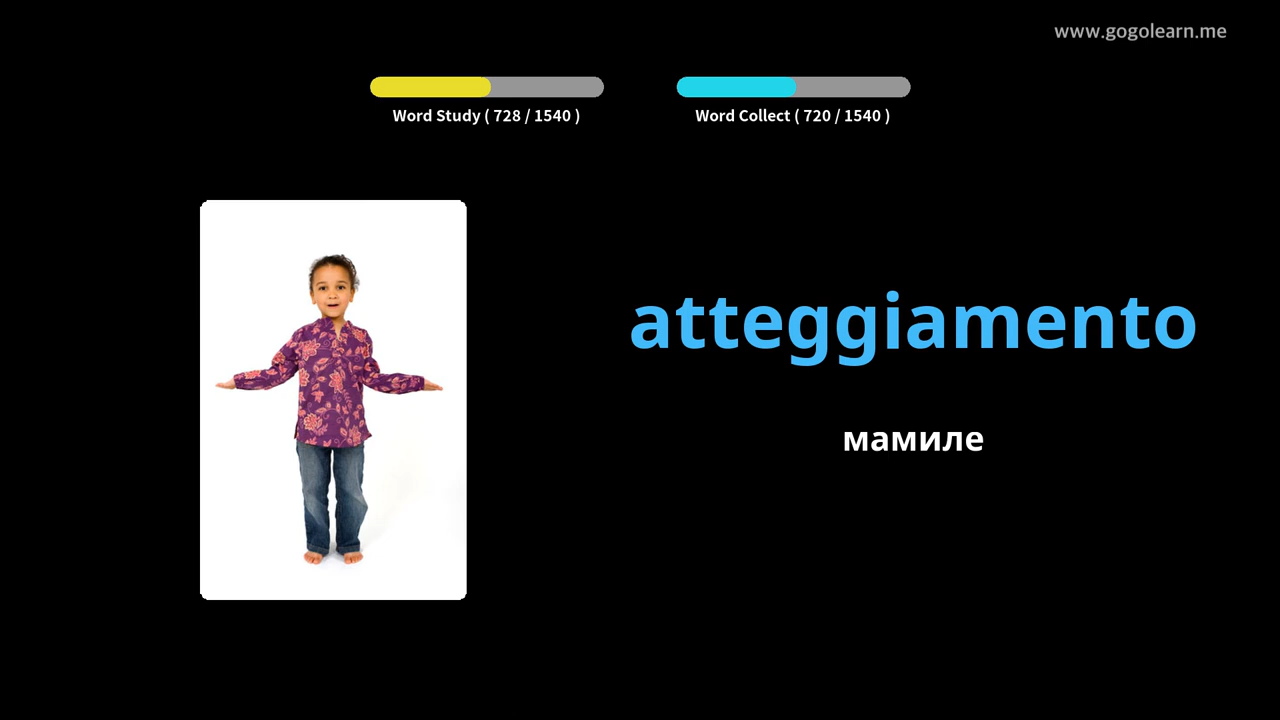 www.gogolearn.me
Word Study ( 728 / 1540 )
Word Collect ( 720 / 1540 )
atteggiamento
мамиле